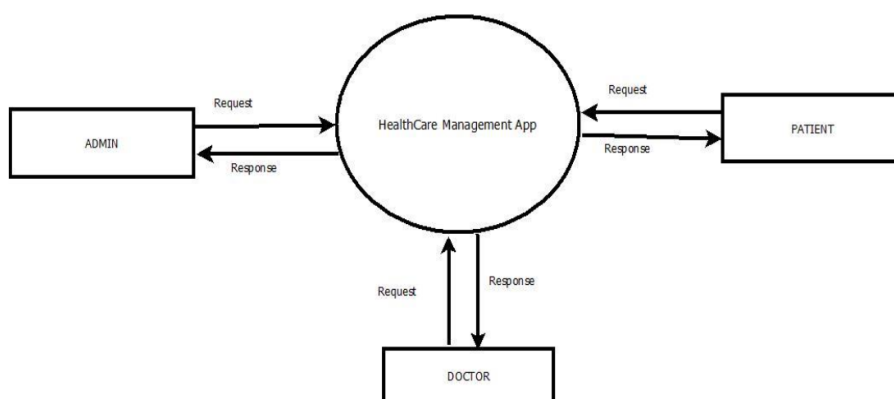 Request
Request
HealthCare Management App
ADMIN
PATIENT
Response
Response
Request
Response
DOCTOR